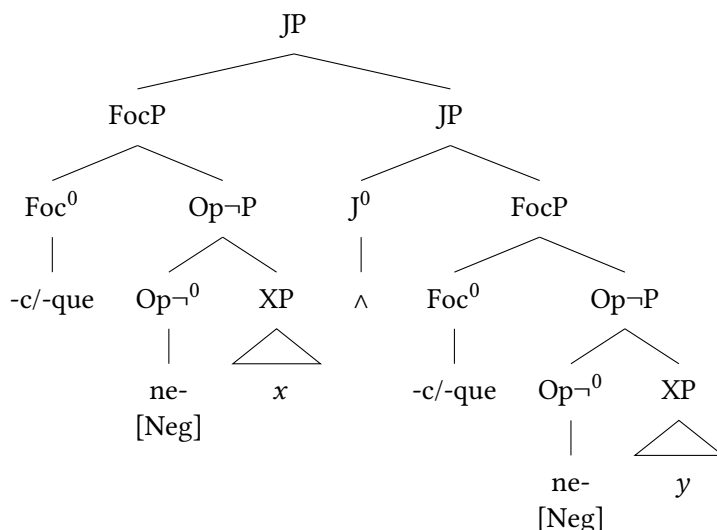 JP
FocP JP
Foc⁰ Op¬P J⁰ FocP
-c/-que Op¬⁰ XP ∧ Foc⁰ Op¬P
ne- x -c/-que Op¬⁰ XP
[Neg]
ne- y
[Neg]